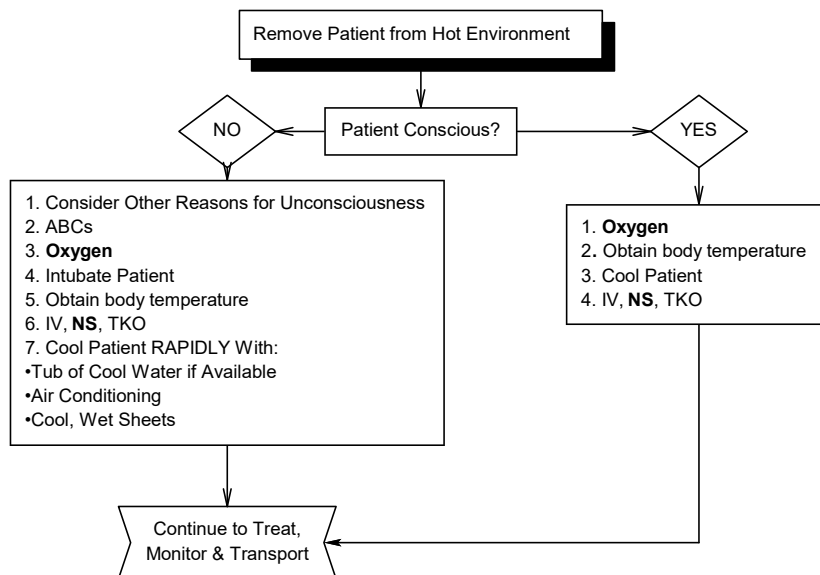 Remove Patient from Hot Environment
NO
Patient Conscious?
YES
1. Consider Other Reasons for Unconsciousness
2. ABCs
3. Oxygen
4. Intubate Patient
5. Obtain body temperature
6. IV, NS, TKO
7. Cool Patient RAPIDLY With:
•Tub of Cool Water if Available
•Air Conditioning
•Cool, Wet Sheets
1. Oxygen
2. Obtain body temperature
3. Cool Patient
4. IV, NS, TKO
Continue to Treat,
Monitor & Transport